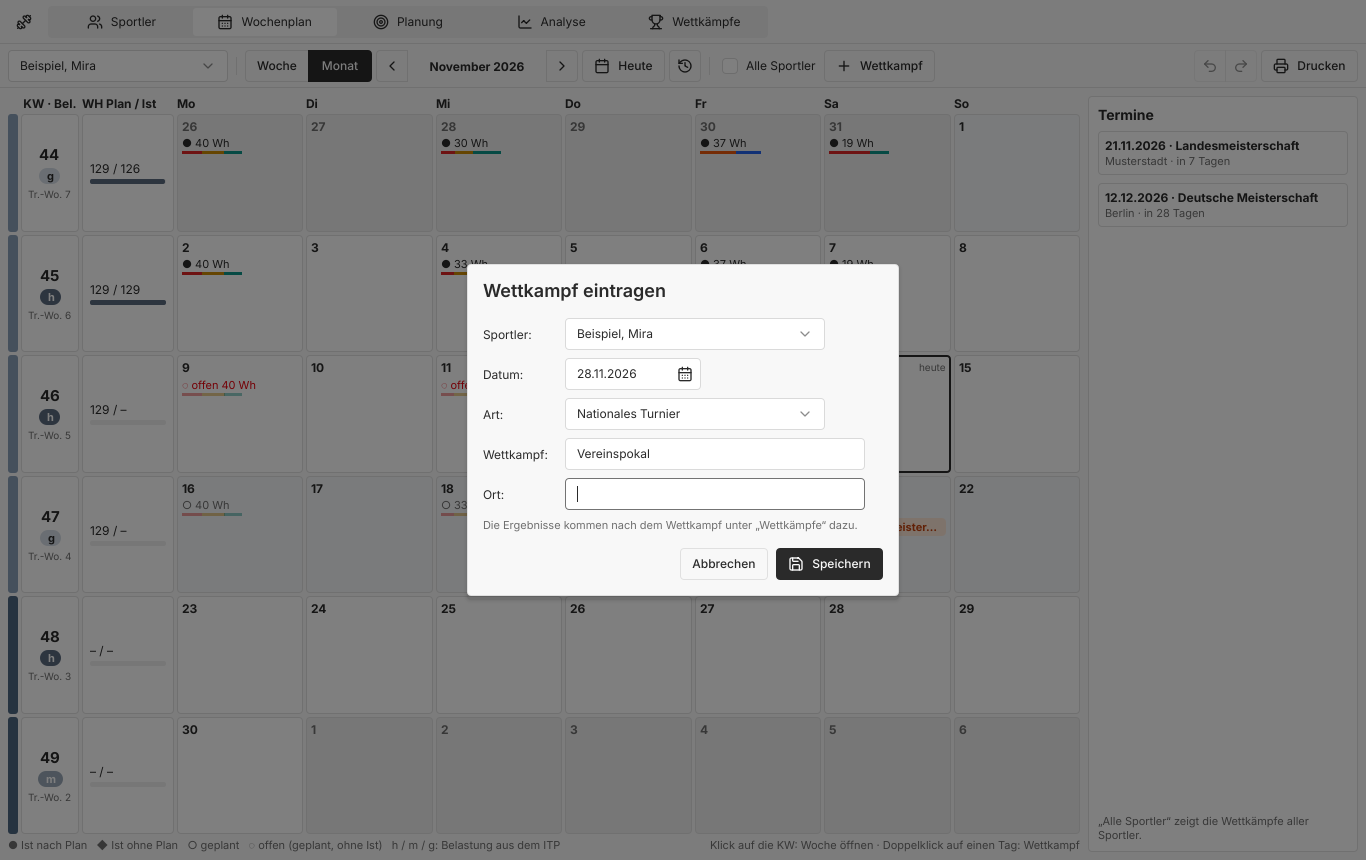 Sportler
Wochenplan
Planung
Analyse
Wettkämpfe
Beispiel, Mira
Woche
Monat
November 2026
Heute
Alle Sportler
Wettkampf
Drucken
KW · Bel.
WH Plan / Ist
Mo
Di
Mi
Do
Fr
Sa
So
44
g
Tr.-Wo. 7
129 / 126
26
40 Wh
27
28
30 Wh
29
30
37 Wh
31
19 Wh
1
45
h
Tr.-Wo. 6
129 / 129
2
40 Wh
3
4
33 Wh
5
6
37 Wh
7
19 Wh
8
46
h
Tr.-Wo. 5
129 / –
9
offen 40 Wh
10
11
heute
15
47
g
Tr.-Wo. 4
129 / –
16
40 Wh
17
18
33
eister...
22
48
h
Tr.-Wo. 3
– / –
23
24
25
26
27
28
29
49
m
Tr.-Wo. 2
– / –
30
1
2
3
4
5
6
Termine
21.11.2026 · Landesmeisterschaft
Musterstadt · in 7 Tagen
12.12.2026 · Deutsche Meisterschaft
Berlin · in 28 Tagen
„Alle Sportler“ zeigt die Wettkämpfe aller
Sportler.
Wettkampf eintragen
Sportler:
Beispiel, Mira
Datum:
28.11.2026
Art:
Nationales Turnier
Wettkampf:
Vereinspokal
Ort:
Die Ergebnisse kommen nach dem Wettkampf unter „Wettkämpfe“ dazu.
Abbrechen
Speichern
Ist nach Plan
Ist ohne Plan
geplant
offen (geplant, ohne Ist)
h / m / g: Belastung aus dem ITP
Klick auf die KW: Woche öffnen · Doppelklick auf einen Tag: Wettkampf